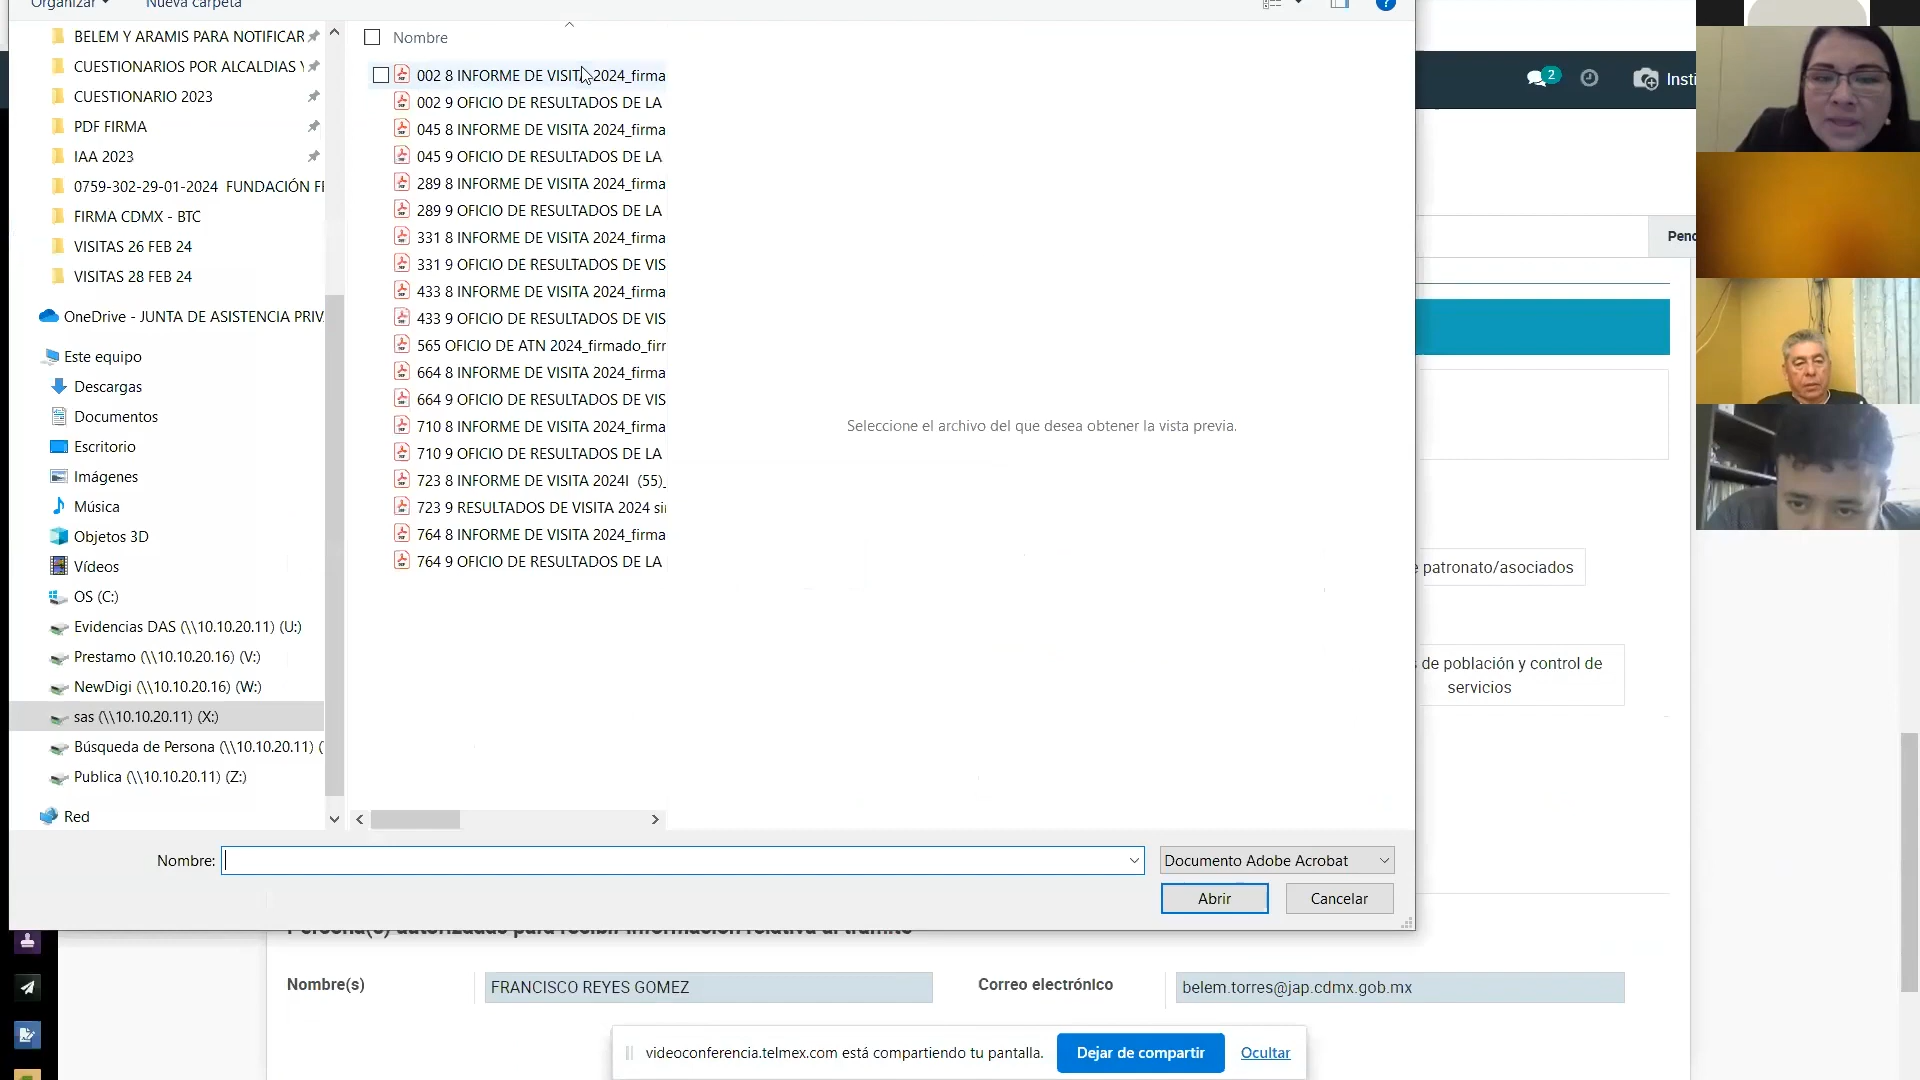 Organizar
Nueva carpeta
BELEM Y ARAMIS PARA NOTIFICAR
CUESTIONARIOS POR ALCALDIAS Y
CUESTIONARIO 2023
PDF FIRMA
IAA 2023
0759-302-29-01-2024 FUNDACIÓN FR
FIRMA CDMX - BTC
VISITAS 26 FEB 24
VISITAS 28 FEB 24
OneDrive - JUNTA DE ASISTENCIA PRIV
Este equipo
Descargas
Documentos
Escritorio
Imágenes
Música
Objetos 3D
Vídeos
OS (C:)
Evidencias DAS (\\10.10.20.11) (U:)
Prestamo (\\10.10.20.16) (V:)
NewDigi (\\10.10.20.16) (W:)
sas (\\10.10.20.11) (X:)
Búsqueda de Persona (\\10.10.20.11) (
Publica (\\10.10.20.11) (Z:)
Red
Nombre
002 8 INFORME DE VISITA 2024_firma
002 9 OFICIO DE RESULTADOS DE LA
045 8 INFORME DE VISITA 2024_firma
045 9 OFICIO DE RESULTADOS DE LA
289 8 INFORME DE VISITA 2024_firma
289 9 OFICIO DE RESULTADOS DE LA
331 8 INFORME DE VISITA 2024_firma
331 9 OFICIO DE RESULTADOS DE VIS
433 8 INFORME DE VISITA 2024_firma
433 9 OFICIO DE RESULTADOS DE VIS
565 OFICIO DE ATN 2024_firmado_firr
664 8 INFORME DE VISITA 2024_firma
664 9 OFICIO DE RESULTADOS DE VIS
710 8 INFORME DE VISITA 2024_firma
710 9 OFICIO DE RESULTADOS DE LA
723 8 INFORME DE VISITA 2024I (55)_
723 9 RESULTADOS DE VISITA 2024 sii
764 8 INFORME DE VISITA 2024_firma
764 9 OFICIO DE RESULTADOS DE LA
Seleccione el archivo del que desea obtener la vista previa.
Nombre:
Documento Adobe Acrobat
Abrir
Cancelar
2
Insti
Pend
e patronato/asociados
s de población y control de
servicios
Persona(s) autorizadas para recibir información relativa al trámite
Nombre(s)
FRANCISCO REYES GOMEZ
Correo electrónico
belem.torres@jap.cdmx.gob.mx
videoconferencia.telmex.com está compartiendo tu pantalla.
Dejar de compartir
Ocultar